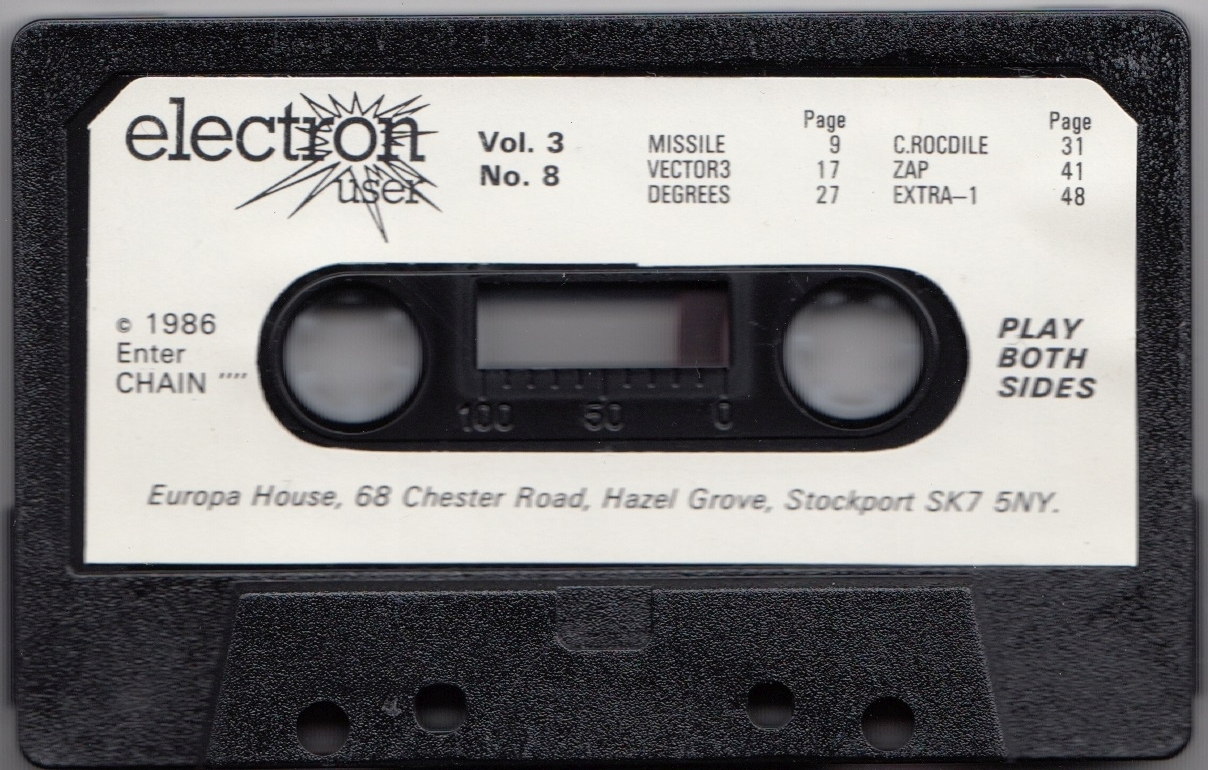 electron
user
Vol. 3
No. 8
Page
MISSILE 9
VECTOR3 17
DEGREES 27
Page
C.ROCDILE 31
ZAP 41
EXTRA–1 48
© 1986
Enter
CHAIN """"
100 50 0
PLAY
BOTH
SIDES
Europa House, 68 Chester Road, Hazel Grove, Stockport SK7 5NY.